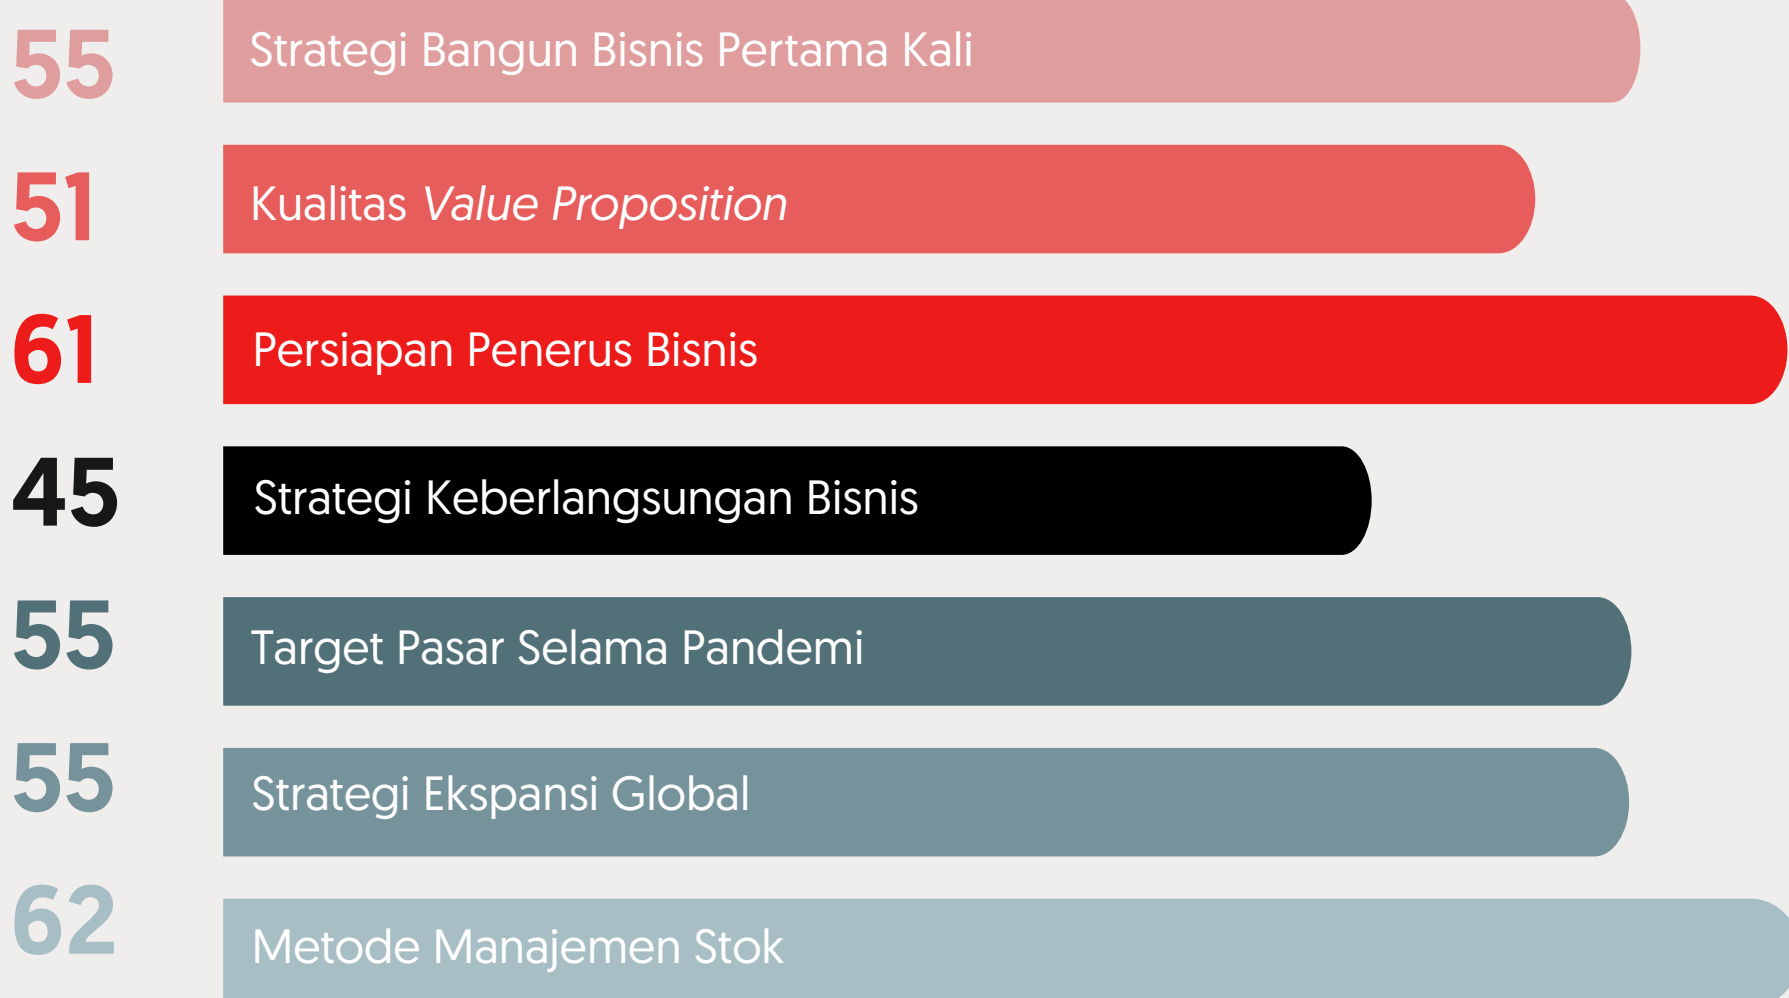 55 Strategi Bangun Bisnis Pertama Kali
51 Kualitas Value Proposition
61 Persiapan Penerus Bisnis
45 Strategi Keberlangsungan Bisnis
55 Target Pasar Selama Pandemi
55 Strategi Ekspansi Global
62 Metode Manajemen Stok